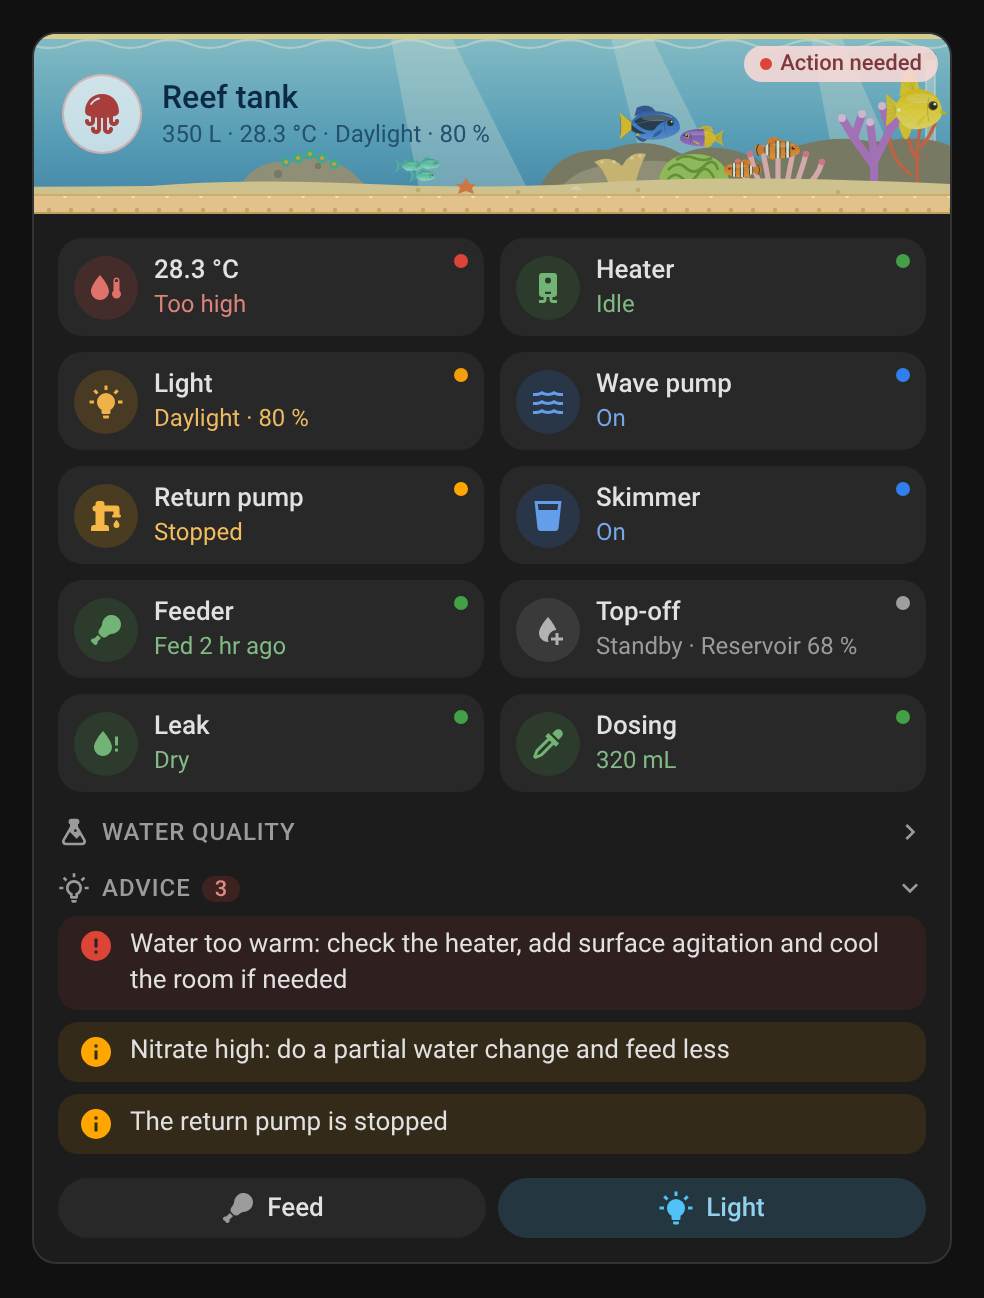 Action needed
Reef tank
350 L · 28.3 °C · Daylight · 80 %
28.3 °C
Too high
Heater
Idle
Light
Daylight · 80 %
Wave pump
On
Return pump
Stopped
Skimmer
On
Feeder
Fed 2 hr ago
Top-off
Standby · Reservoir 68 %
Leak
Dry
Dosing
320 mL
WATER QUALITY
ADVICE 3
Water too warm: check the heater, add surface agitation and cool
the room if needed
Nitrate high: do a partial water change and feed less
The return pump is stopped
Feed
Light